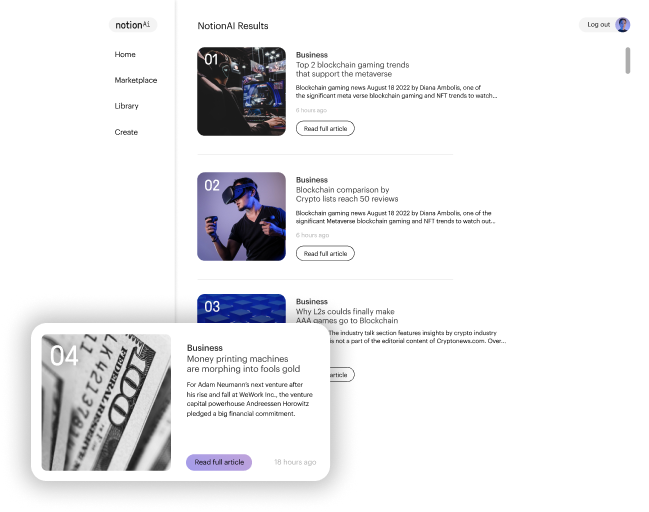 notionAi
Home
Marketplace
Library
Create
NotionAI Results
Log out
01
Business
Top 2 blockchain gaming trends
that support the metaverse
Blockchain gaming news August 18 2022 by Diana Ambolis, one of
the significant meta verse blockchain gaming and NFT trends to watch...
6 hours ago
Read full article
02
Business
Blockchain comparison by
Crypto lists reach 50 reviews
Blockchain gaming news August 18 2022 by Diana Ambolis, one of the
significant Metaverse blockchain gaming and NFT trends to watch out...
6 hours ago
Read full article
03
Business
Why L2s coulds finally make
AAA games go to Blockchain
The industry talk section features insights by crypto industry
is not a part of the editorial content of Cryptonews.com. Over...
article
04
Business
Money printing machines
are morphing into fools gold
For Adam Neumann's next venture after
his rise and fall at WeWork Inc., the venture
capital powerhouse Andreessen Horowitz
pledged a big financial commitment.
Read full article
18 hours ago
FEDERAL RESERVE
100